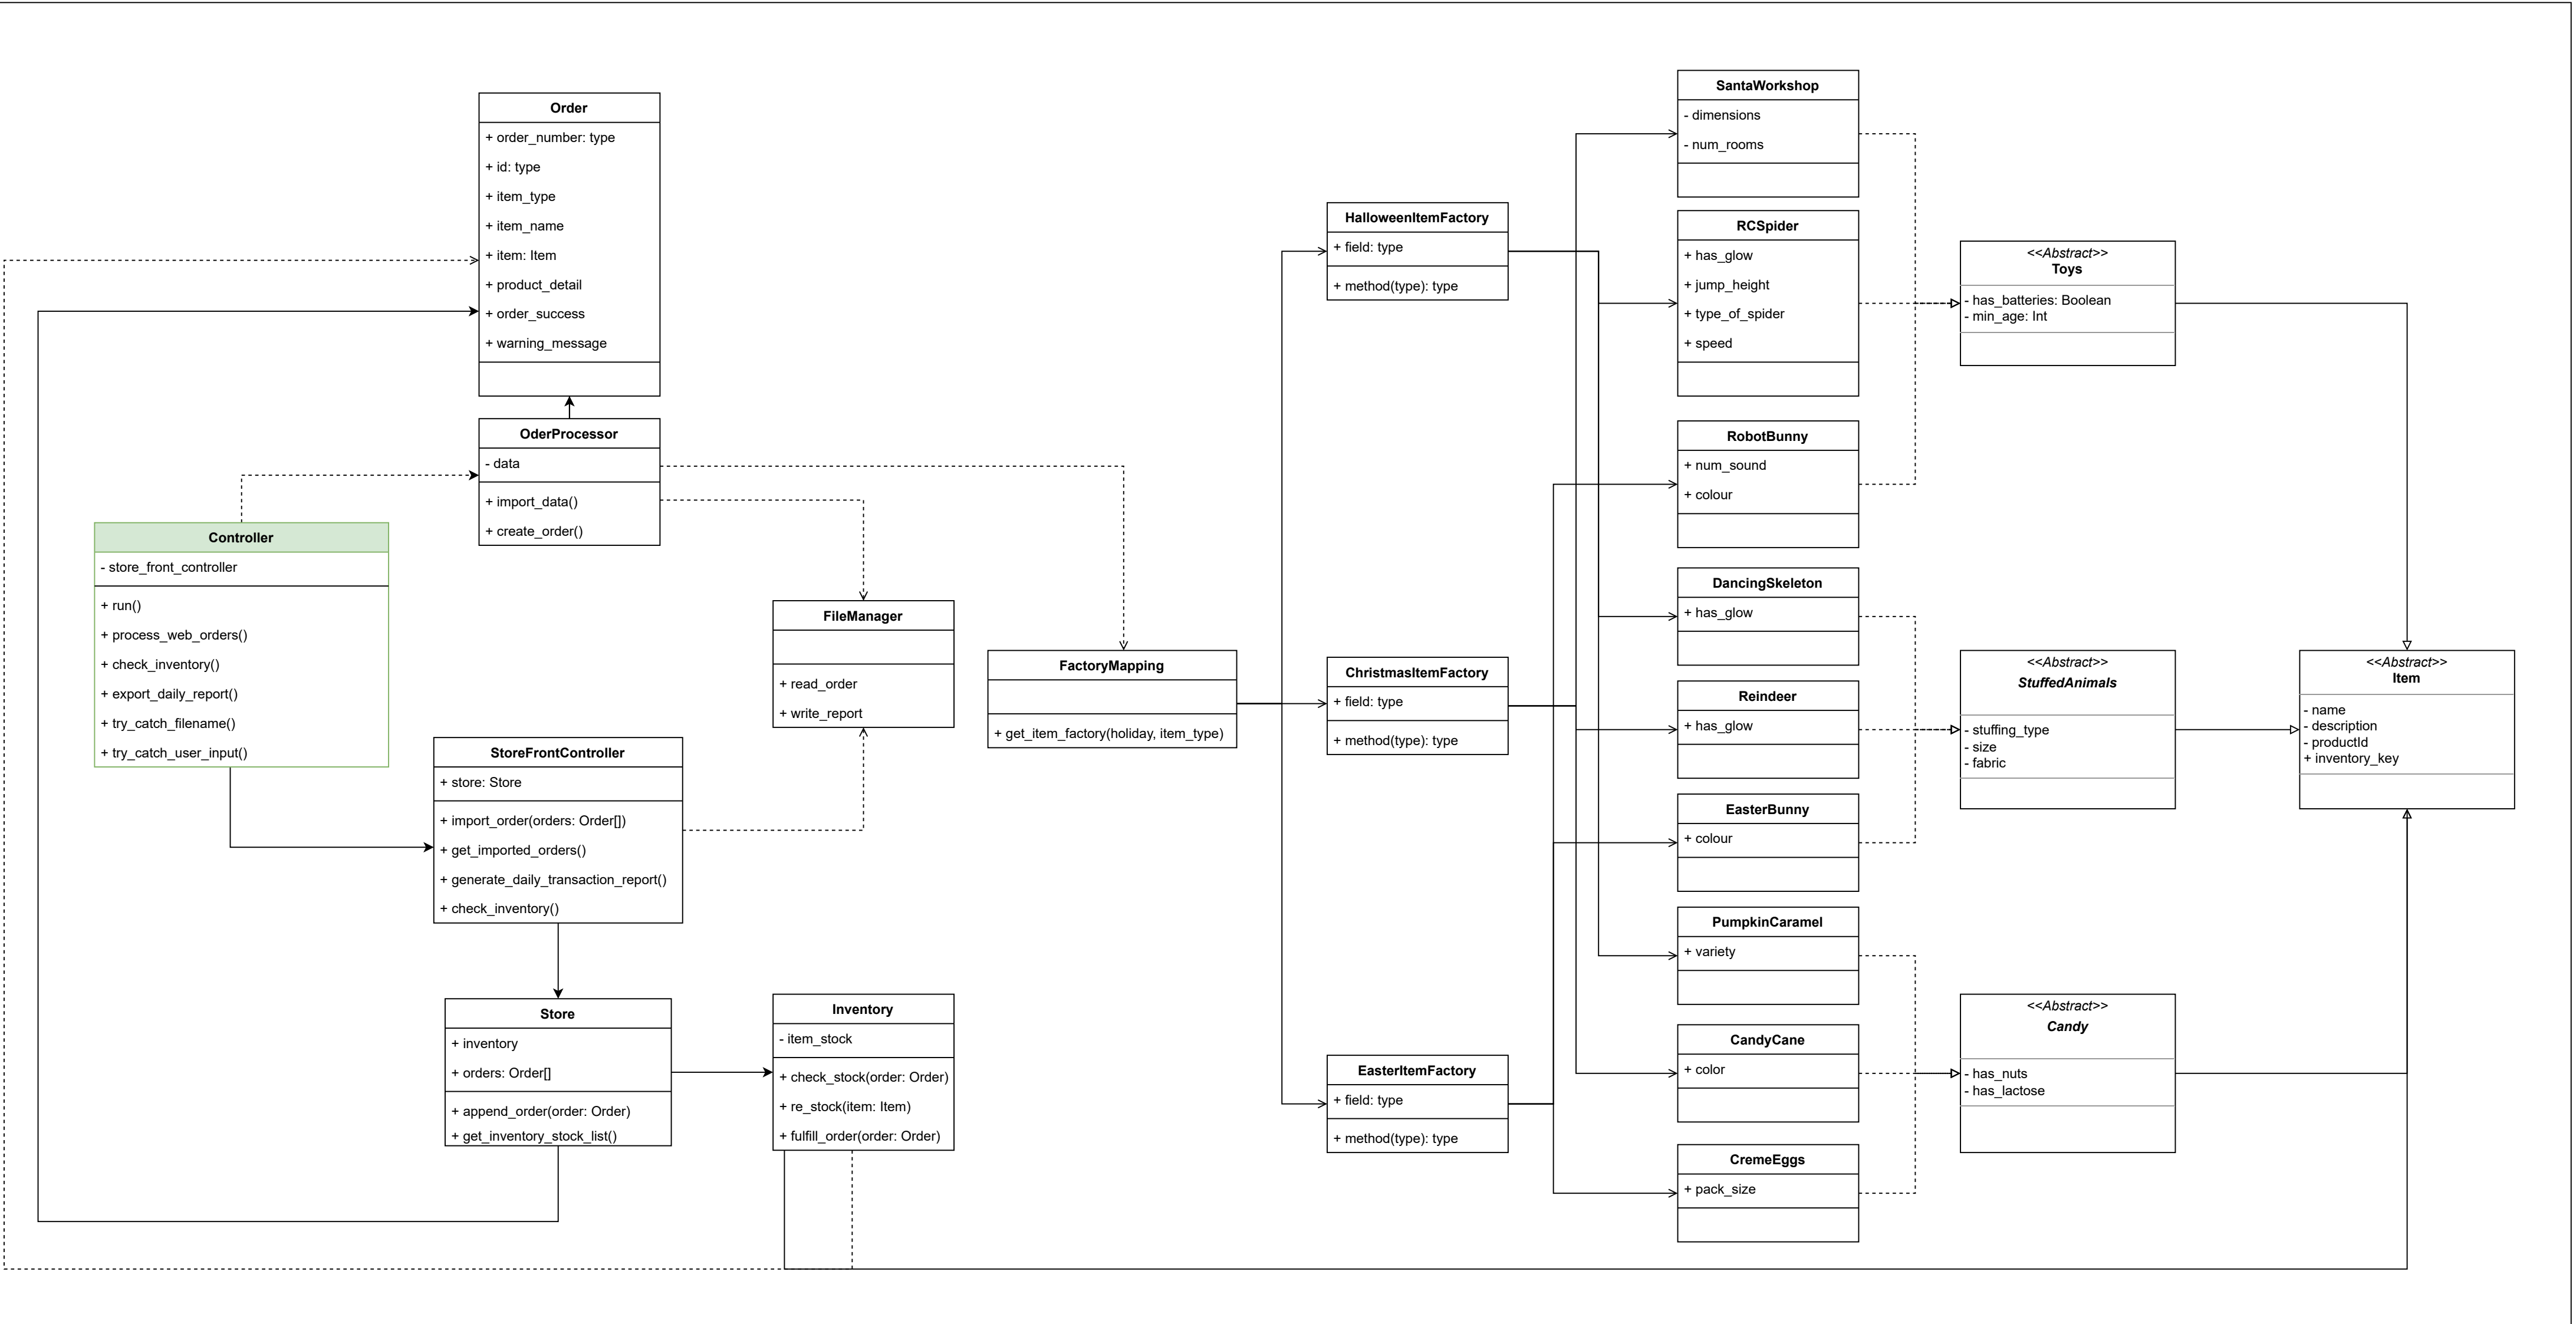 Order
+ order_number: type
+ id: type
+ item_type
+ item_name
+ item: Item
+ product_detail
+ order_success
+ warning_message
OderProcessor
- data
+ import_data()
+ create_order()
Controller
- store_front_controller
+ run()
+ process_web_orders()
+ check_inventory()
+ export_daily_report()
+ try_catch_filename()
+ try_catch_user_input()
FileManager
+ read_order
+ write_report
StoreFrontController
+ store: Store
+ import_order(orders: Order[])
+ get_imported_orders()
+ generate_daily_transaction_report()
+ check_inventory()
Store
+ inventory
+ orders: Order[]
+ append_order(order: Order)
+ get_inventory_stock_list()
Inventory
- item_stock
+ check_stock(order: Order)
+ re_stock(item: Item)
+ fulfill_order(order: Order)
FactoryMapping
+ get_item_factory(holiday, item_type)
HalloweenItemFactory
+ field: type
+ method(type): type
ChristmasItemFactory
+ field: type
+ method(type): type
EasterItemFactory
+ field: type
+ method(type): type
SantaWorkshop
- dimensions
- num_rooms
RCSpider
+ has_glow
+ jump_height
+ type_of_spider
+ speed
RobotBunny
+ num_sound
+ colour
DancingSkeleton
+ has_glow
Reindeer
+ has_glow
EasterBunny
+ colour
PumpkinCaramel
+ variety
CandyCane
+ color
CremeEggs
+ pack_size
<<Abstract>>
Toys
- has_batteries: Boolean
- min_age: Int
<<Abstract>>
StuffedAnimals
- stuffing_type
- size
- fabric
<<Abstract>>
Candy
- has_nuts
- has_lactose
<<Abstract>>
Item
- name
- description
- productId
+ inventory_key